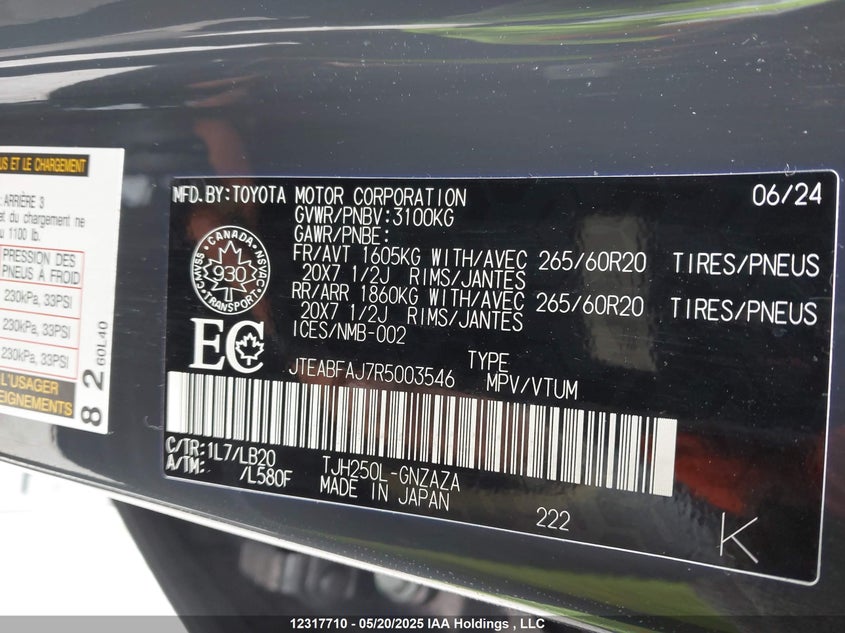 US ET LE CHARGEMENT
: ARRIÈRE 3
et du chargement ne
u 1100 lb.
PRESSION DES
PNEUS À FROID
230kPa, 33PSI
230kPa, 33PSI
230kPa, 33PSI
L'USAGER
EIGNEMENTS
82 60L40
MFD.BY:TOYOTA MOTOR CORPORATION 06/24
GVWR/PNBV:3100KG
GAWR/PNBE:
FR/AVT 1605KG WITH/AVEC 265/60R20 TIRES/PNEUS
20X7 1/2J RIMS/JANTES
RR/ARR 1860KG WITH/AVEC 265/60R20 TIRES/PNEUS
20X7 1/2J RIMS/JANTES
ICES/NMB-002
CANADA
930
TRANSPORT
CMVSS
NSVAC
EC
JTEABFAJ7R5003546 TYPE
MPV/VTUM
C/TR:1L7/LB20
A/TM: /L580F
TJH250L-GNZAZA
MADE IN JAPAN
222
K
12317710 - 05/20/2025 IAA Holdings , LLC